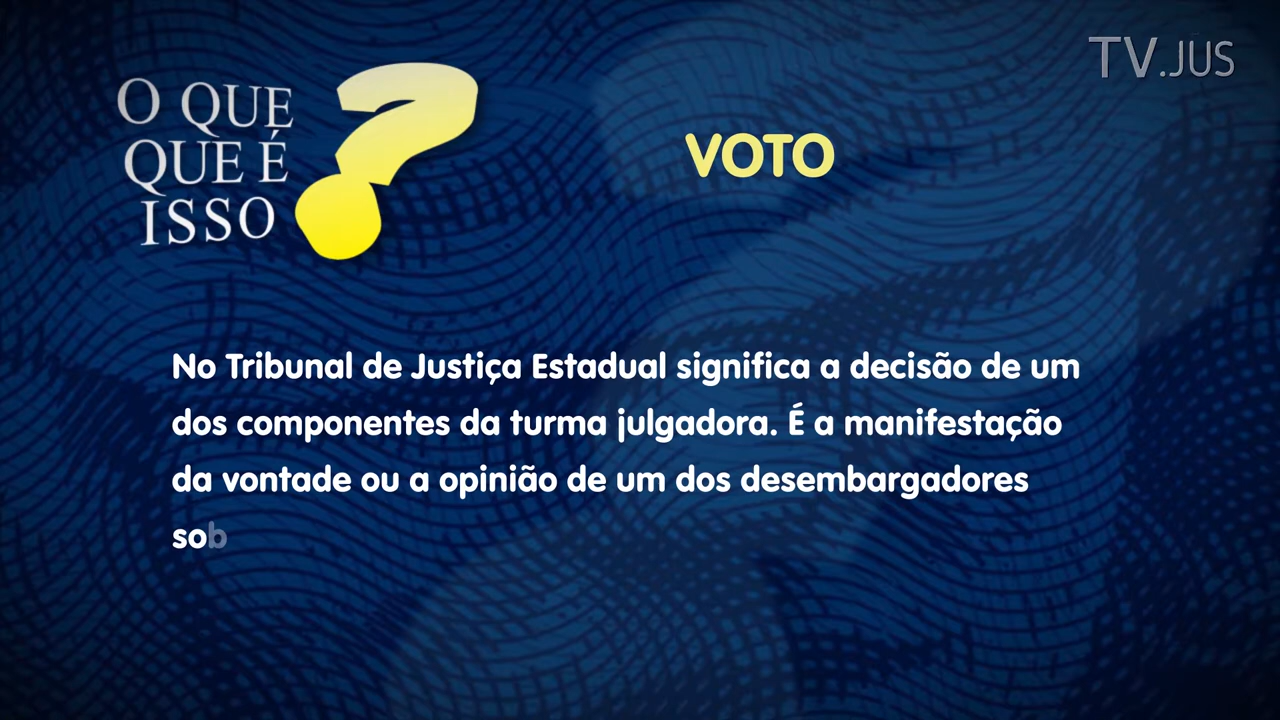 O QUE
QUE É
ISSO ?
TV.JUS
VOTO
No Tribunal de Justiça Estadual significa a decisão de um
dos componentes da turma julgadora. É a manifestação
da vontade ou a opinião de um dos desembargadores
sob